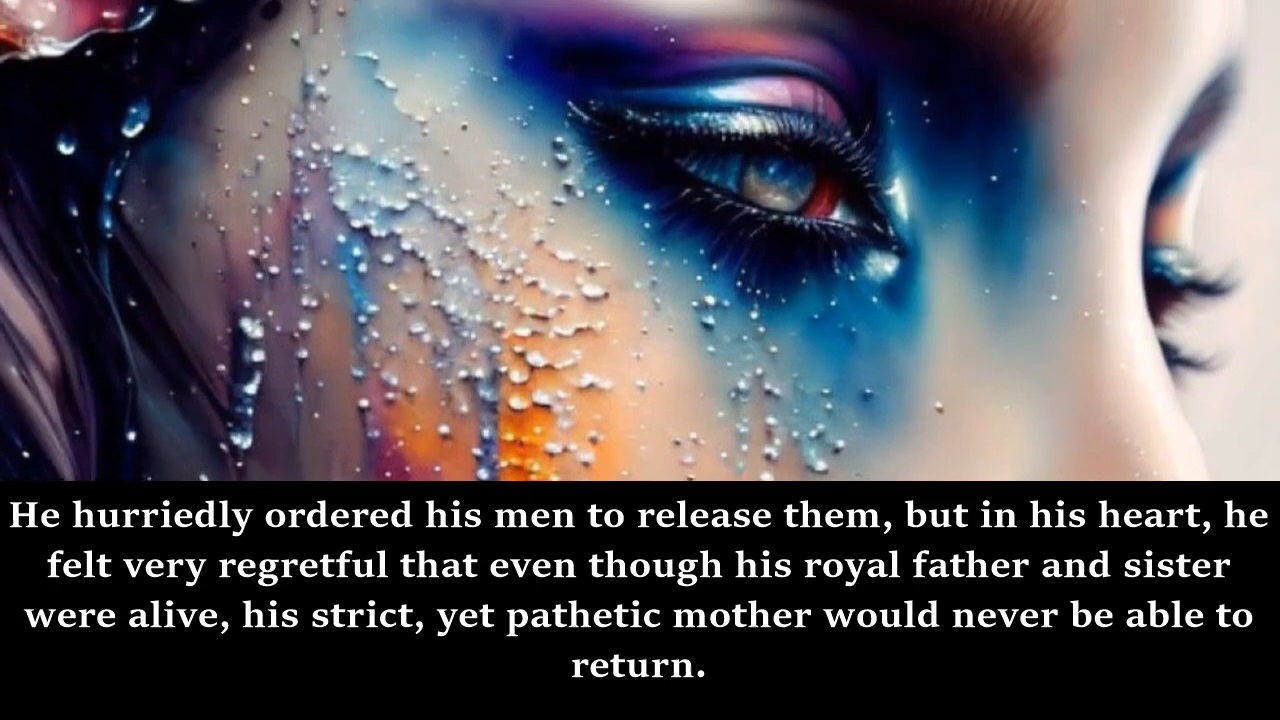 He hurriedly ordered his men to release them, but in his heart, he
felt very regretful that even though his royal father and sister
were alive, his strict, yet pathetic mother would never be able to
return.